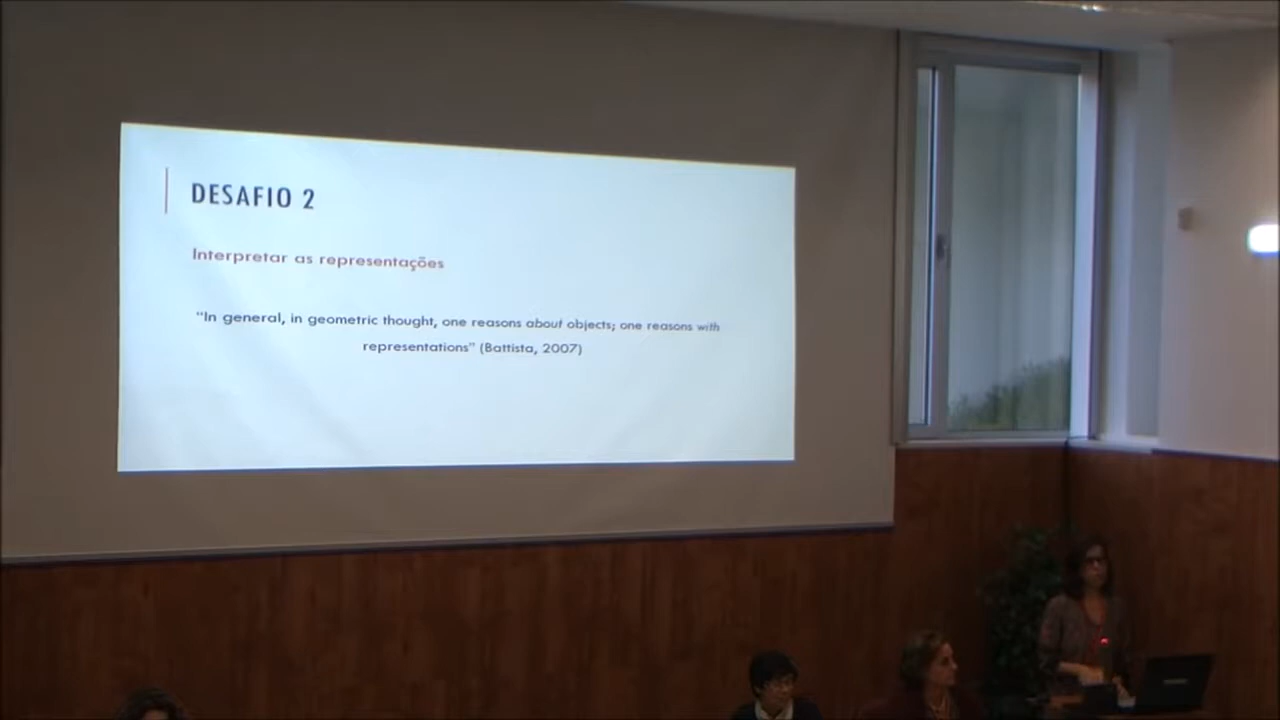 DESAFIO 2
Interpretar as representações
"In general, in geometric thought, one reasons about objects; one reasons with
representations" (Battista, 2007)